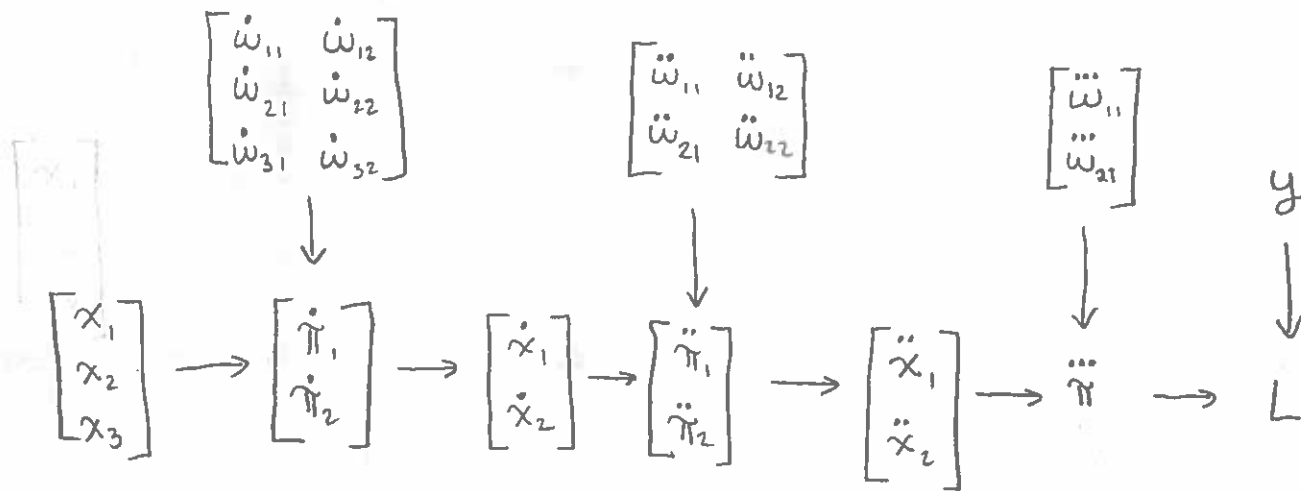 [ẇ₁₁ ẇ₁₂
ẇ₂₁ ẇ₂₂
ẇ₃₁ ẇ₃₂]
[ẅ₁₁ ẅ₁₂
ẅ₂₁ ẅ₂₂]
[w⃛₁₁
w⃛₂₁]
y
[x₁
x₂
x₃]
→
[π̇₁
π̇₂]
→
[ẋ₁
ẋ₂]
→
[π̈₁
π̈₂]
→
[ẍ₁
ẍ₂]
→ π⃛ → L